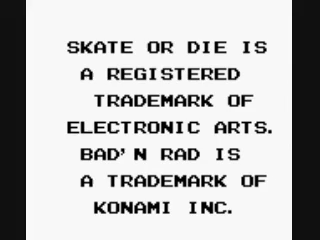 SKATE OR DIE IS
A REGISTERED
TRADEMARK OF
ELECTRONIC ARTS.
BAD'N RAD IS
A TRADEMARK OF
KONAMI INC.